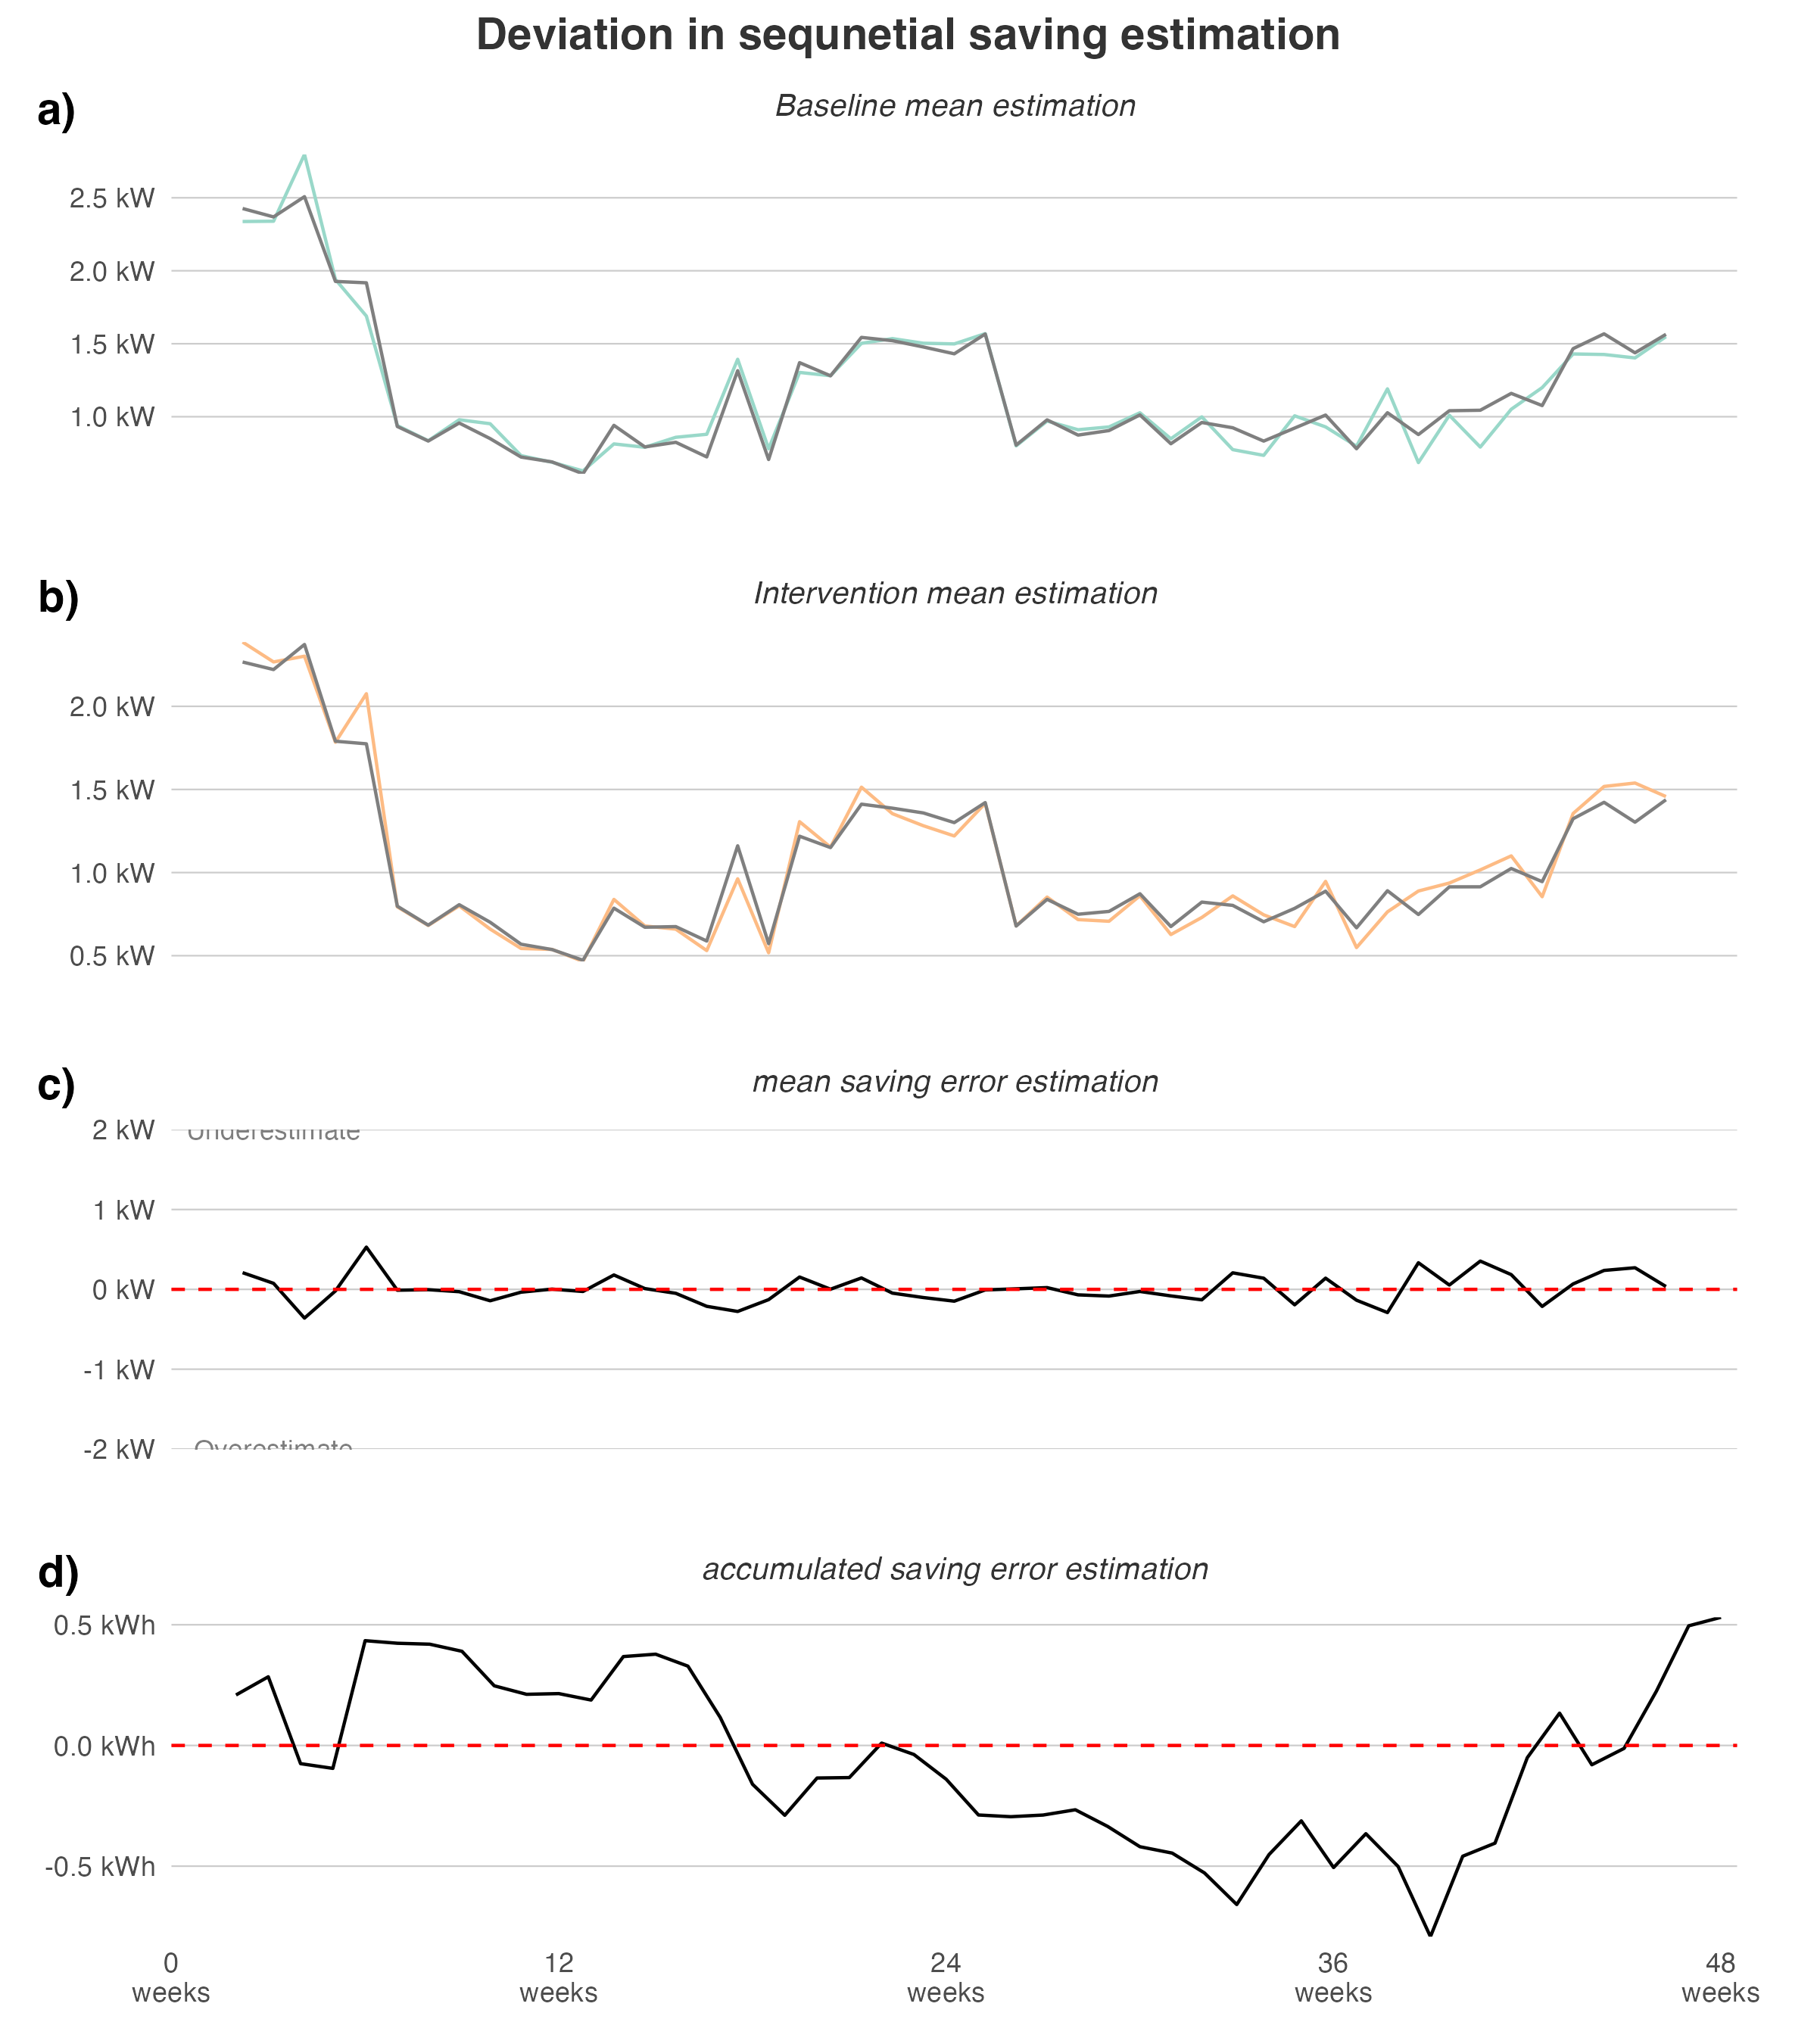 Deviation in sequnetial saving estimation
a)
Baseline mean estimation
2.5 kW
2.0 kW
1.5 kW
1.0 kW
b)
Intervention mean estimation
2.0 kW
1.5 kW
1.0 kW
0.5 kW
c)
mean saving error estimation
2 kW
Underestimate
1 kW
0 kW
-1 kW
-2 kW
Overestimate
d)
accumulated saving error estimation
0.5 kWh
0.0 kWh
-0.5 kWh
0 weeks
12 weeks
24 weeks
36 weeks
48 weeks